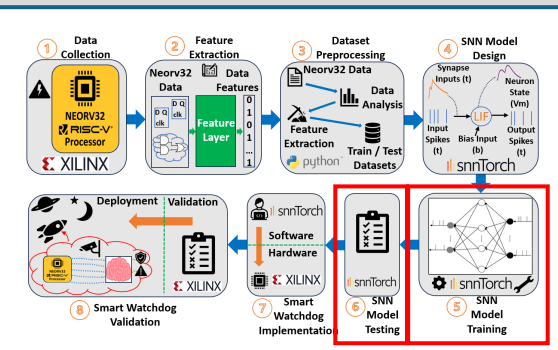 1 Data
Collection
NEORV32
RISC-V®
Processor
XILINX
2 Feature
Extraction
Neorv32
Data
Data
Features
D Q
clk
D Q
clk
Feature
Layer
0
1
1
...
1
3 Dataset
Preprocessing
Neorv32 Data
Data
Analysis
Feature
Extraction
Train / Test
Datasets
python™
4 SNN Model
Design
Synapse
Inputs (t)
Neuron
State
(Vm)
LIF
Input
Spikes
(t)
Bias Input
(b)
Output
Spikes
(t)
snnTorch
snnTorch
5 SNN
Model
Training
6 SNN
Model
Testing
snnTorch
Software
Hardware
XILINX
7 Smart
Watchdog
Implementation
Deployment
Validation
NEORV32
RISC-V
Processor
XILINX
8 Smart Watchdog
Validation